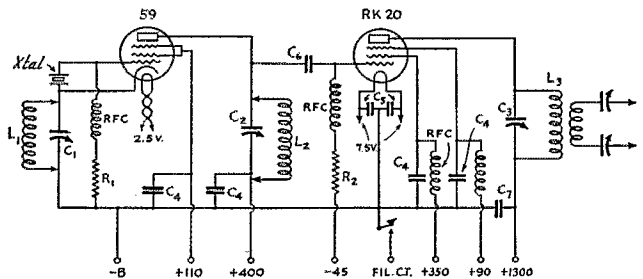 59
RK 20
Xtal
L1
C1
RFC
R1
2.5 V.
C4
C4
C2
L2
C6
RFC
R2
C5
7.5V.
C4
RFC
C4
C3
L3
C7
-B
+110
+400
-45
FIL.CT.
+350
+90
+1300